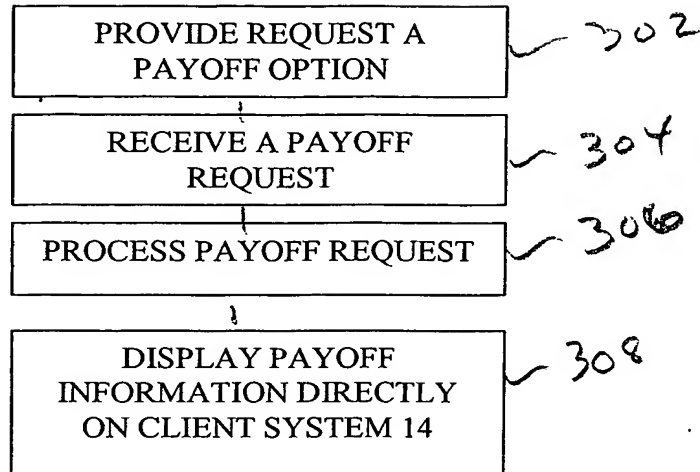 PROVIDE REQUEST A
PAYOFF OPTION
302
RECEIVE A PAYOFF
REQUEST
304
PROCESS PAYOFF REQUEST
306
DISPLAY PAYOFF
INFORMATION DIRECTLY
ON CLIENT SYSTEM 14
308